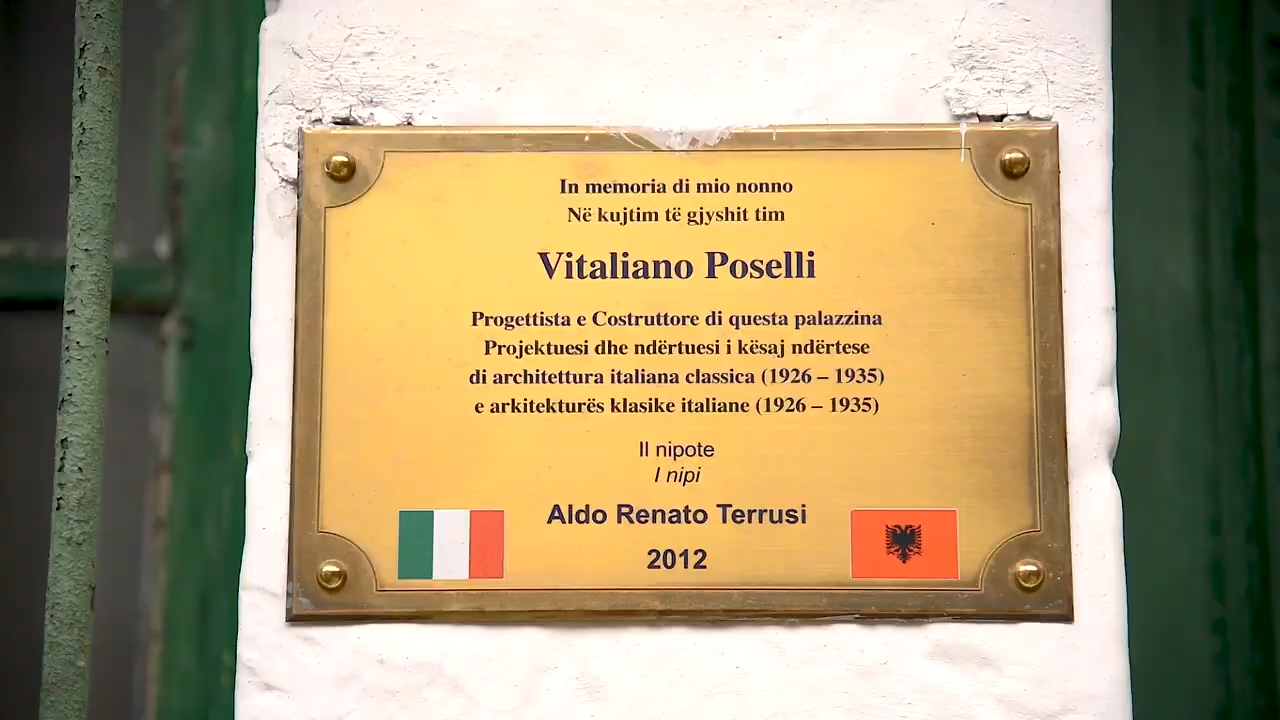 In memoria di mio nonno
Në kujtim të gjyshit tim
Vitaliano Poselli
Progettista e Costruttore di questa palazzina
Projektuesi dhe ndërtuesi i kësaj ndërtese
di architettura italiana classica (1926 – 1935)
e arkitekturës klasike italiane (1926 – 1935)
Il nipote
I nipi
Aldo Renato Terrusi
2012